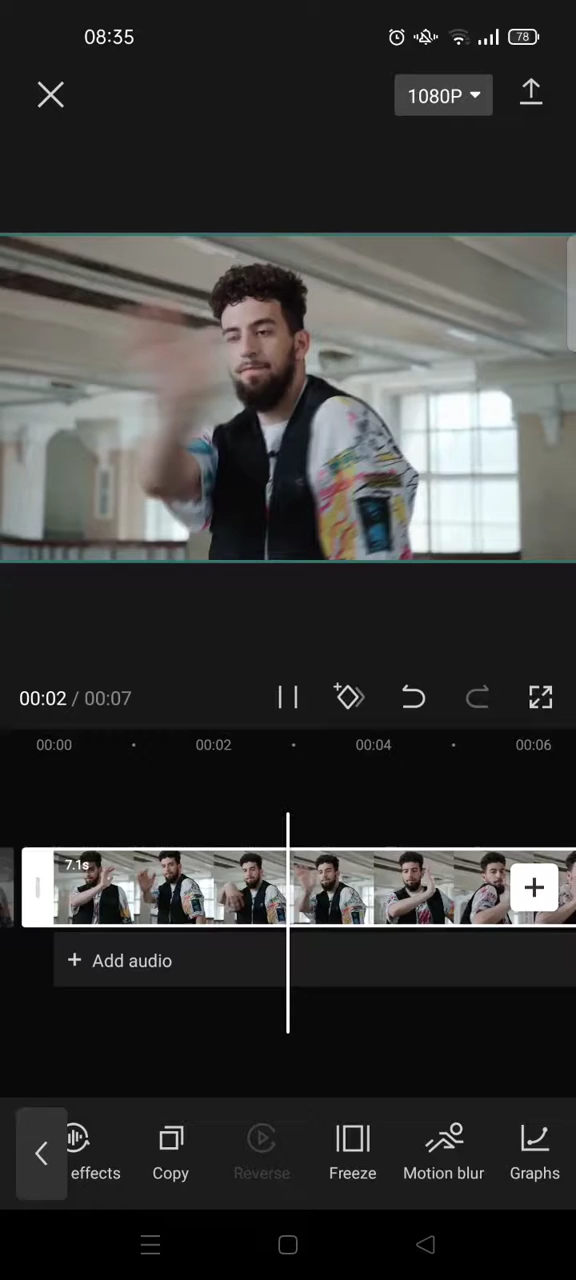 08:35
78
1080P
00:02 / 00:07
00:00
00:02
00:04
00:06
7.1s
+ Add audio
effects
Copy
Reverse
Freeze
Motion blur
Graphs